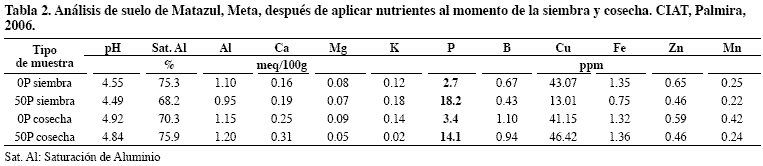 Tabla 2. Análisis de suelo de Matazul, Meta, después de aplicar nutrientes al momento de la siembra y cosecha. CIAT, Palmira,
2006.
Tipo de muestra pH Sat. Al Al Ca Mg K P B Cu Fe Zn Mn
% meq/100g ppm
0P siembra 4.55 75.3 1.10 0.16 0.08 0.12 2.7 0.67 43.07 1.35 0.65 0.25
50P siembra 4.49 68.2 0.95 0.19 0.07 0.18 18.2 0.43 13.01 0.75 0.46 0.22
0P cosecha 4.92 70.3 1.15 0.25 0.09 0.14 3.4 1.10 41.15 1.32 0.59 0.42
50P cosecha 4.84 75.9 1.20 0.31 0.05 0.02 14.1 0.94 46.42 1.36 0.46 0.24
Sat. Al: Saturación de Aluminio